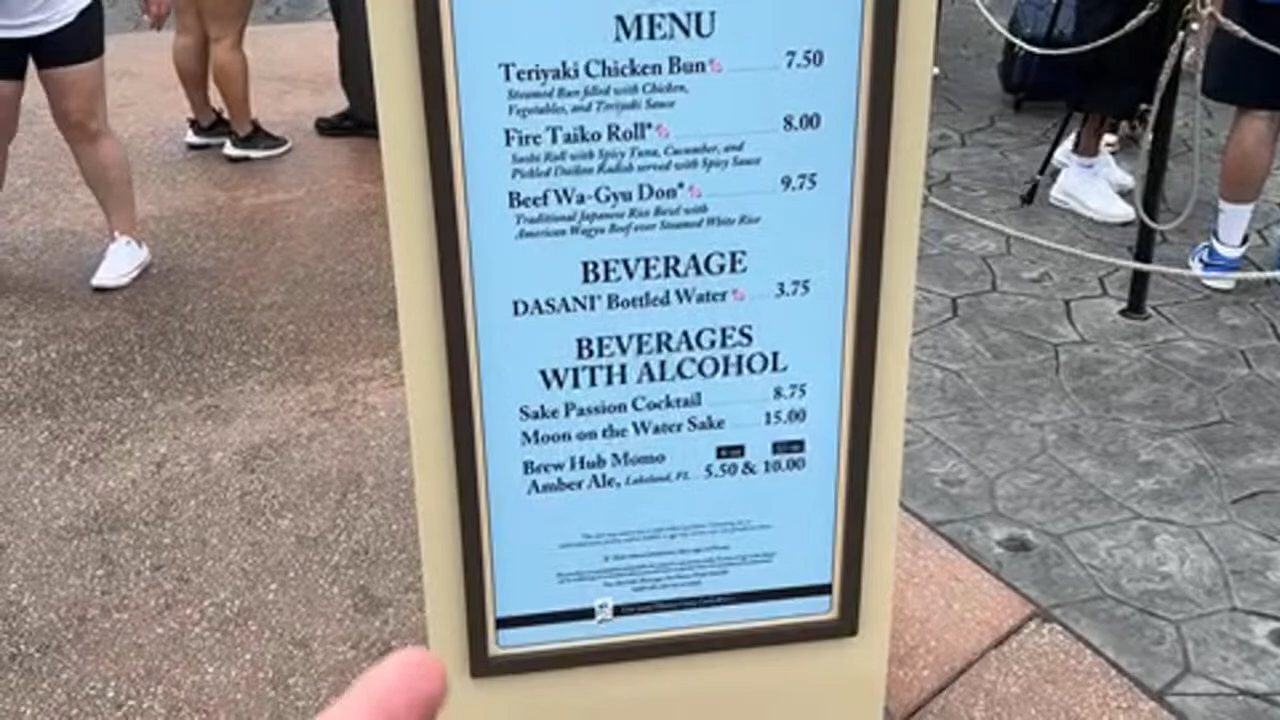 MENU
Teriyaki Chicken Bun 7.50
Steamed Bun filled with Chicken,
Vegetables, and Teriyaki Sauce
Fire Taiko Roll* 8.00
Sushi Roll with Spicy Tuna, Cucumber, and
Pickled Daikon Radish served with Spicy Sauce
Beef Wa-Gyu Don* 9.75
Traditional Japanese Rice Bowl with
American Wagyu Beef over Steamed White Rice
BEVERAGE
DASANI® Bottled Water 3.75
BEVERAGES
WITH ALCOHOL
Sake Passion Cocktail 8.75
Moon on the Water Sake 15.00
Brew Hub Momo
Amber Ale, Lakeland, FL 5.50 & 10.00